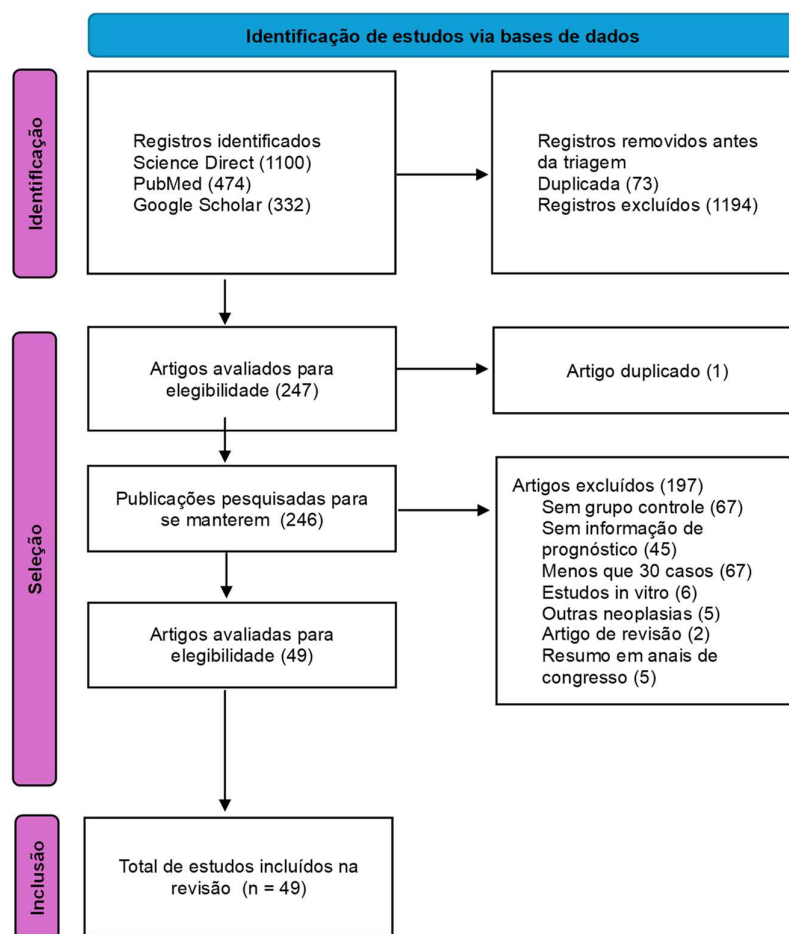 Identificação de estudos via bases de dados
Identificação
Registros identificados
Science Direct (1100)
PubMed (474)
Google Scholar (332)
Registros removidos antes
da triagem
Duplicada (73)
Registros excluídos (1194)
Seleção
Artigos avaliados para
elegibilidade (247)
Artigo duplicado (1)
Publicações pesquisadas para
se manterem (246)
Artigos excluídos (197)
Sem grupo controle (67)
Sem informação de
prognóstico (45)
Menos que 30 casos (67)
Estudos in vitro (6)
Outras neoplasias (5)
Artigo de revisão (2)
Resumo em anais de
congresso (5)
Artigos avaliadas para
elegibilidade (49)
Inclusão
Total de estudos incluídos na
revisão (n = 49)